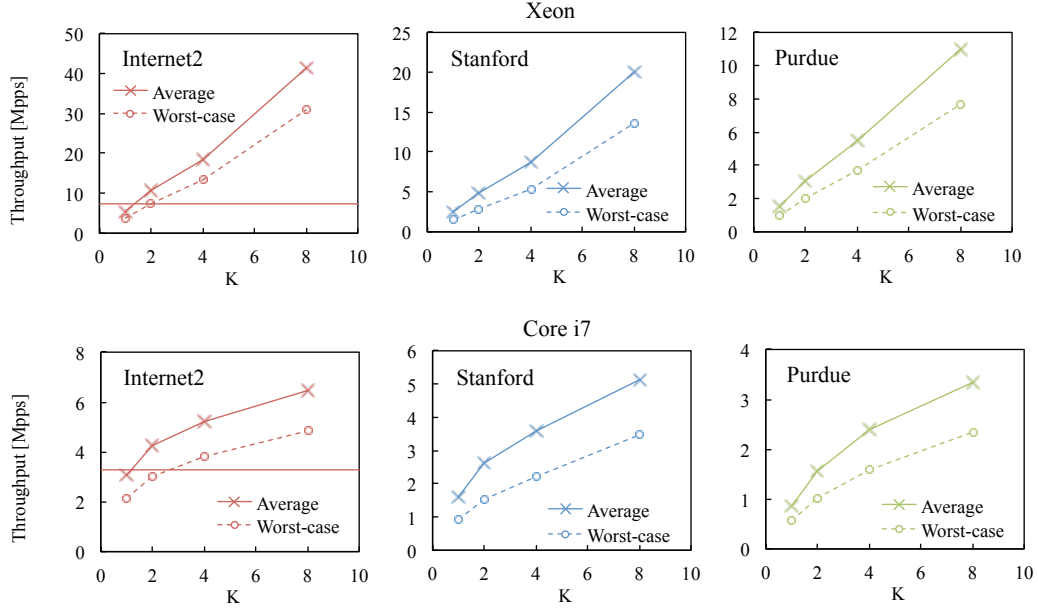 Xeon
Throughput [Mpps]
Internet2
Average
Worst-case
50
40
30
20
10
0
0 2 4 6 8 10
K
Stanford
Average
Worst-case
25
20
15
10
5
0
0 2 4 6 8 10
K
Purdue
Average
Worst-case
12
10
8
6
4
2
0
0 2 4 6 8 10
K
Core i7
Throughput [Mpps]
Internet2
Average
Worst-case
8
6
4
2
0
0 2 4 6 8 10
K
Stanford
Average
Worst-case
6
5
4
3
2
1
0
0 2 4 6 8 10
K
Purdue
Average
Worst-case
4
3
2
1
0
0 2 4 6 8 10
K